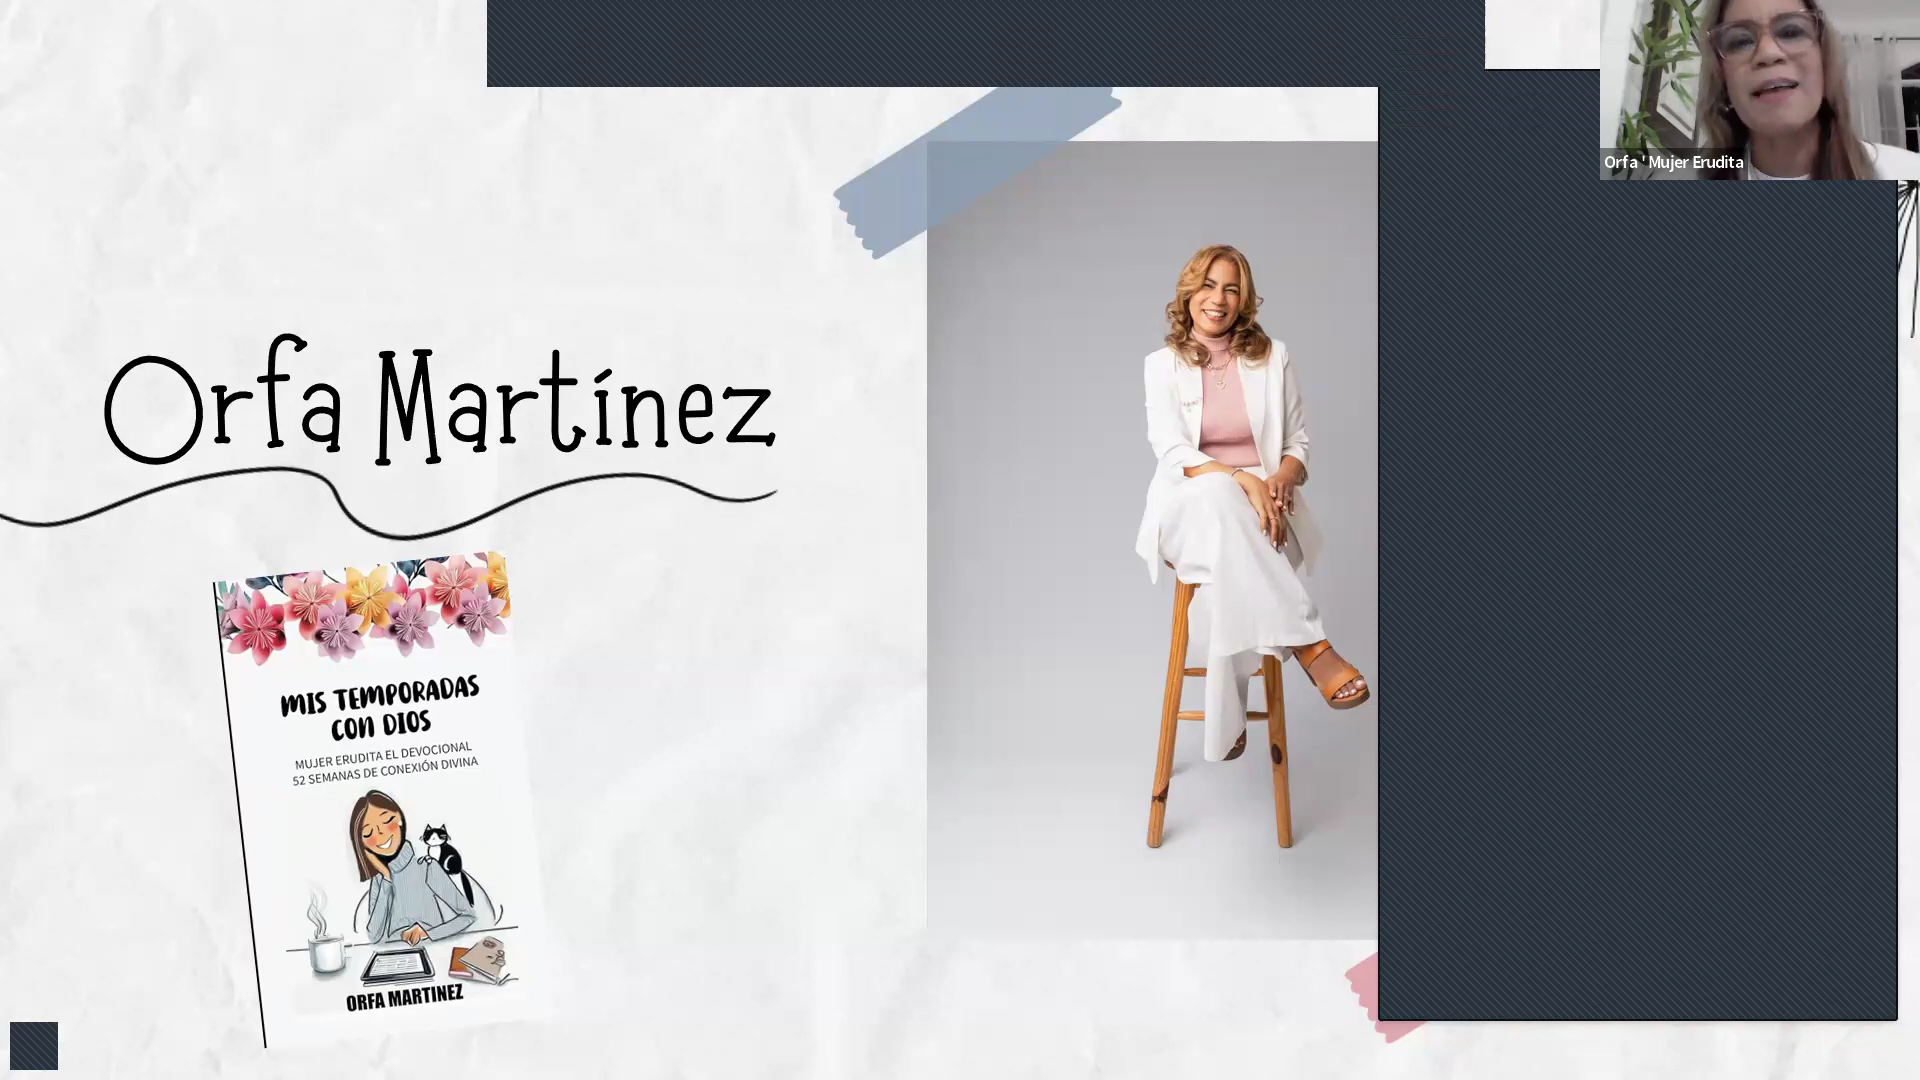 Orfa ' Mujer Erudita
Orfa Martínez
MIS TEMPORADAS
CON DIOS
MUJER ERUDITA EL DEVOCIONAL
52 SEMANAS DE CONEXIÓN DIVINA
ORFA MARTINEZ